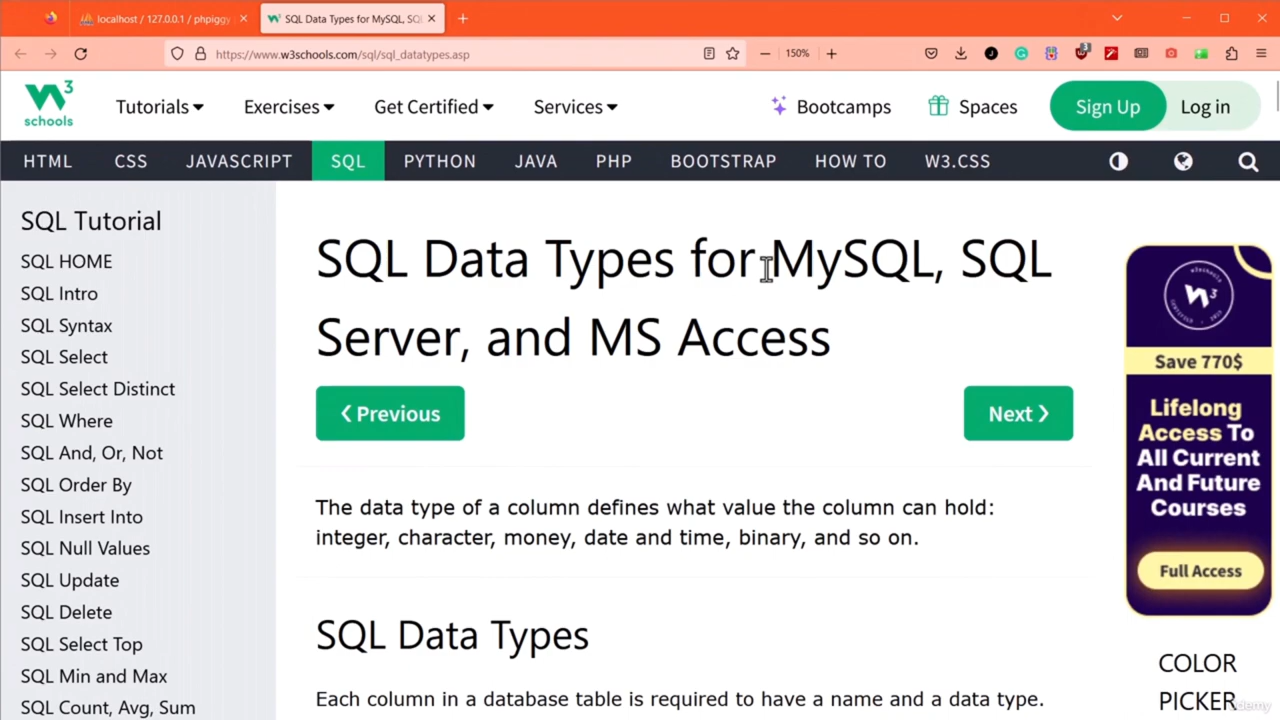 localhost / 127.0.0.1 / phpiggy
SQL Data Types for MySQL, SQ
https://www.w3schools.com/sql/sql_datatypes.asp
150%
3
W3
schools
Tutorials
Exercises
Get Certified
Services
Bootcamps
Spaces
Sign Up
Log in
HTML
CSS
JAVASCRIPT
SQL
PYTHON
JAVA
PHP
BOOTSTRAP
HOW TO
W3.CSS
SQL Tutorial
SQL HOME
SQL Intro
SQL Syntax
SQL Select
SQL Select Distinct
SQL Where
SQL And, Or, Not
SQL Order By
SQL Insert Into
SQL Null Values
SQL Update
SQL Delete
SQL Select Top
SQL Min and Max
SQL Count, Avg, Sum
SQL Data Types for MySQL, SQL
Server, and MS Access
❮ Previous
Next ❯
The data type of a column defines what value the column can hold:
integer, character, money, date and time, binary, and so on.
SQL Data Types
Each column in a database table is required to have a name and a data type.
Save 770$
Lifelong
Access To
All Current
And Future
Courses
Full Access
COLOR
PICKER
Udemy